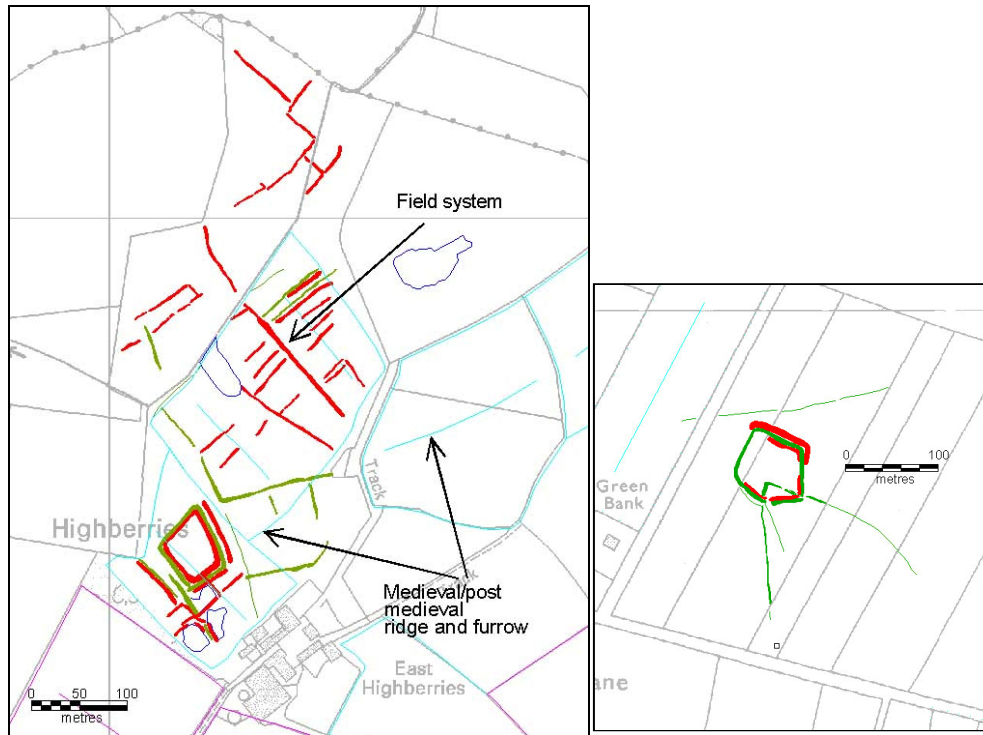 Field system
Track
Highberries
Medieval/post
medieval
ridge and furrow
Track
East
Highberries
0 50 100
metres
0 100
metres
Green
Bank
ane